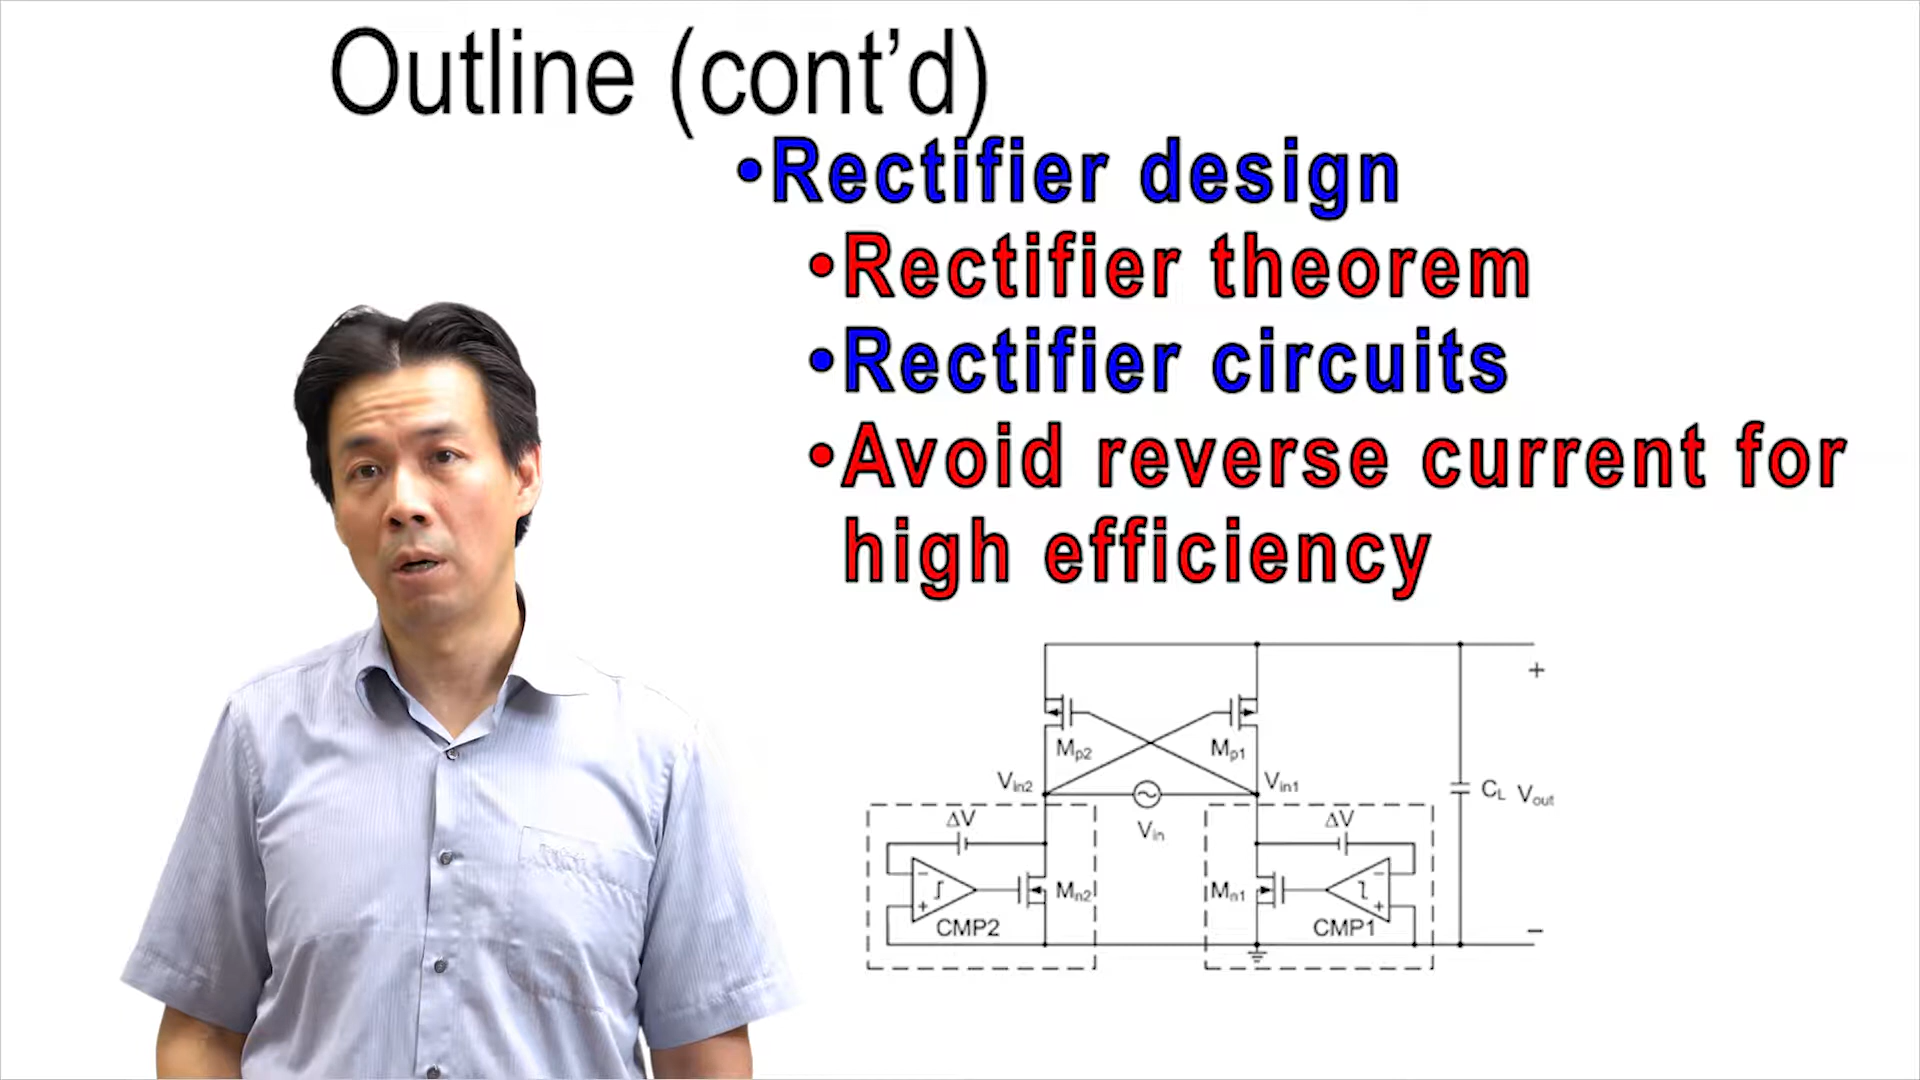 Outline (cont’d)
•Rectifier design
•Rectifier theorem
•Rectifier circuits
•Avoid reverse current for
high efficiency
+
Mp2
Mp1
Vin2
Vin1
CL Vout
ΔV
Vin
ΔV
−
−
Mn2
Mn1
+
+
CMP2
CMP1
−